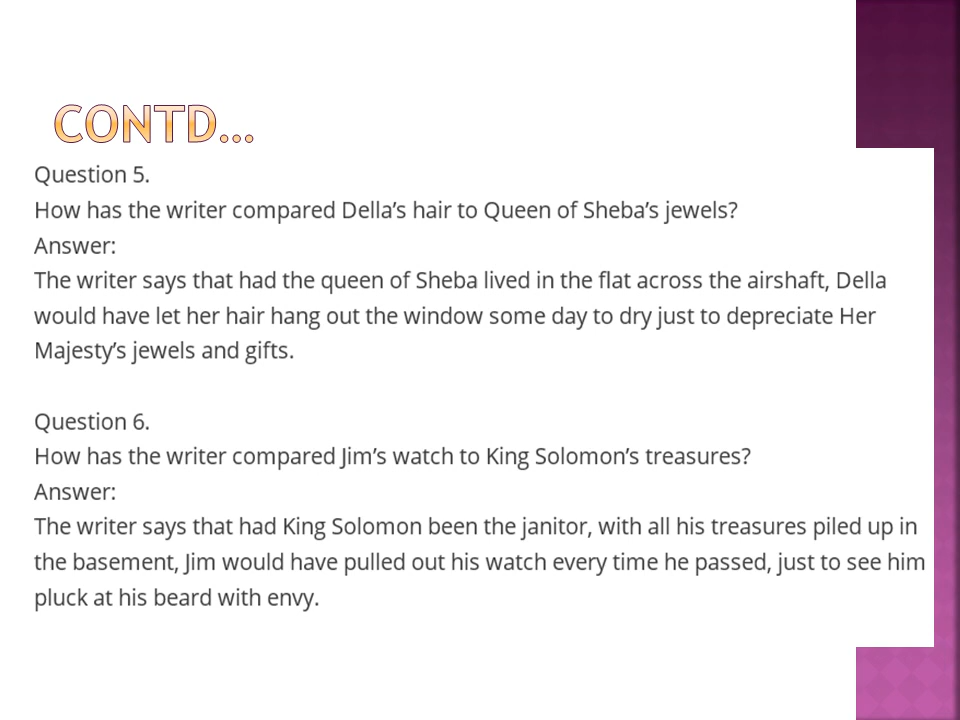 CONTD...
Question 5.
How has the writer compared Della’s hair to Queen of Sheba’s jewels?
Answer:
The writer says that had the queen of Sheba lived in the flat across the airshaft, Della
would have let her hair hang out the window some day to dry just to depreciate Her
Majesty’s jewels and gifts.
Question 6.
How has the writer compared Jim’s watch to King Solomon’s treasures?
Answer:
The writer says that had King Solomon been the janitor, with all his treasures piled up in
the basement, Jim would have pulled out his watch every time he passed, just to see him
pluck at his beard with envy.